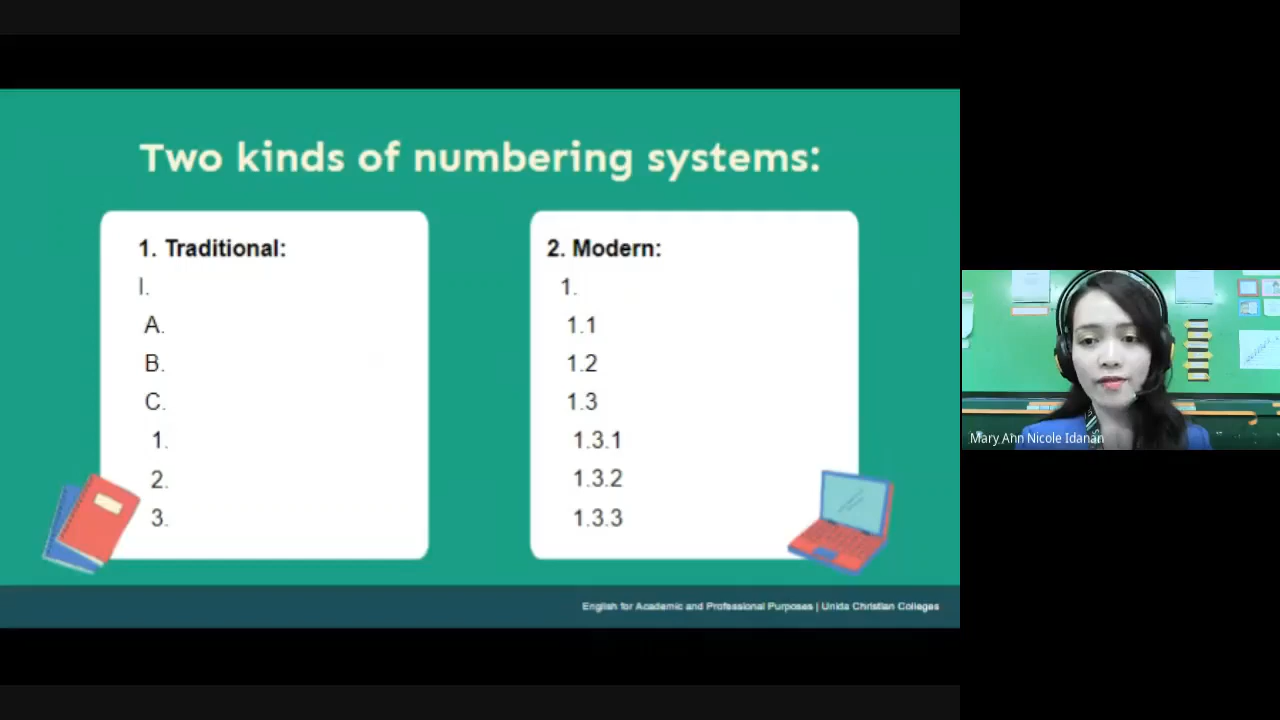 Two kinds of numbering systems:
1. Traditional:
I.
A.
B.
C.
1.
2.
3.
2. Modern:
1.
1.1
1.2
1.3
1.3.1
1.3.2
1.3.3
English for Academic and Professional Purposes | Unida Christian Colleges
Mary Ahn Nicole Idanan